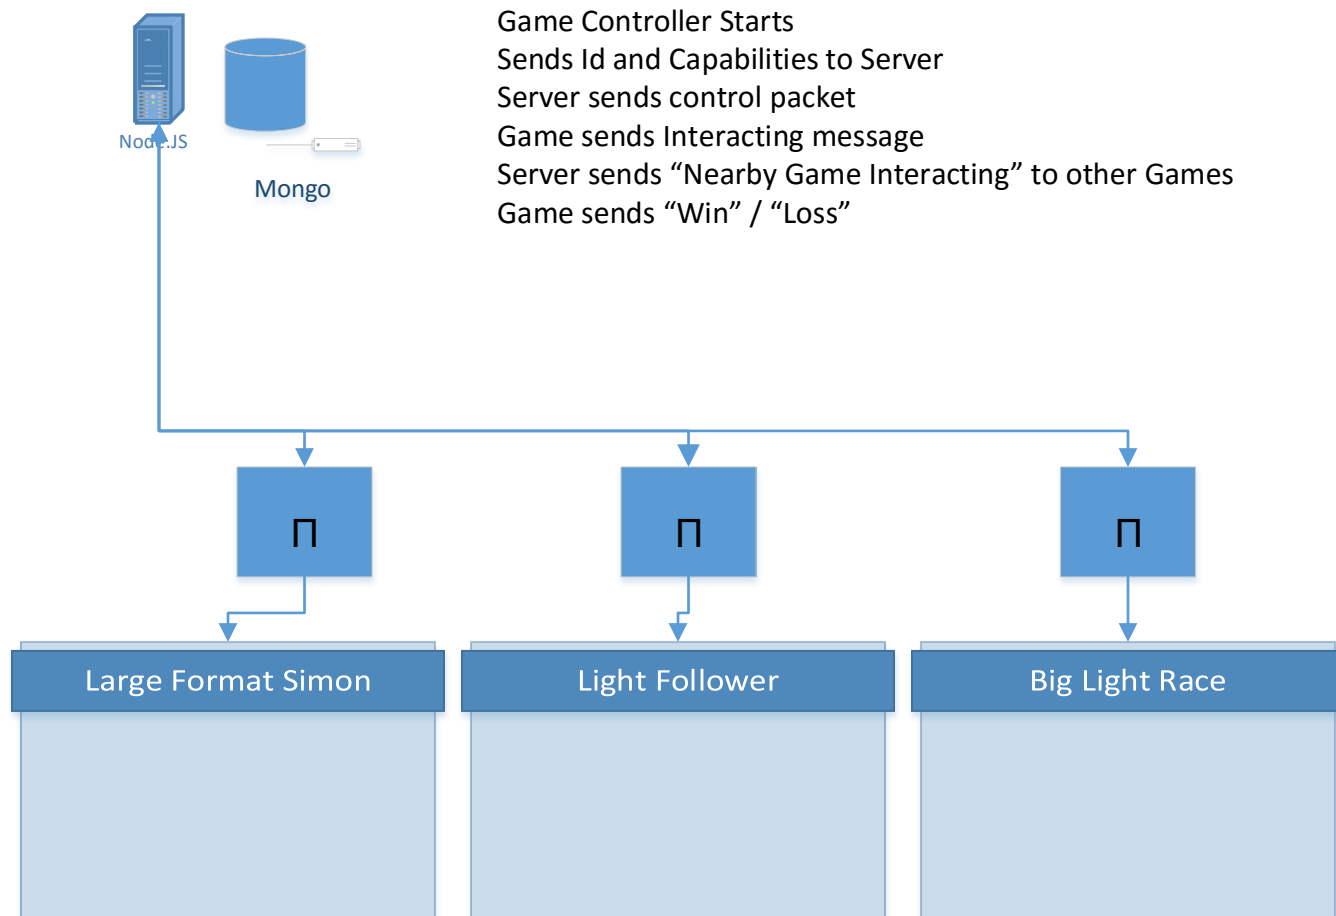 Game Controller Starts
Sends Id and Capabilities to Server
Server sends control packet
Game sends Interacting message
Server sends “Nearby Game Interacting” to other Games
Game sends “Win” / “Loss”
Node.JS
Mongo
Π
Π
Π
Large Format Simon
Light Follower
Big Light Race